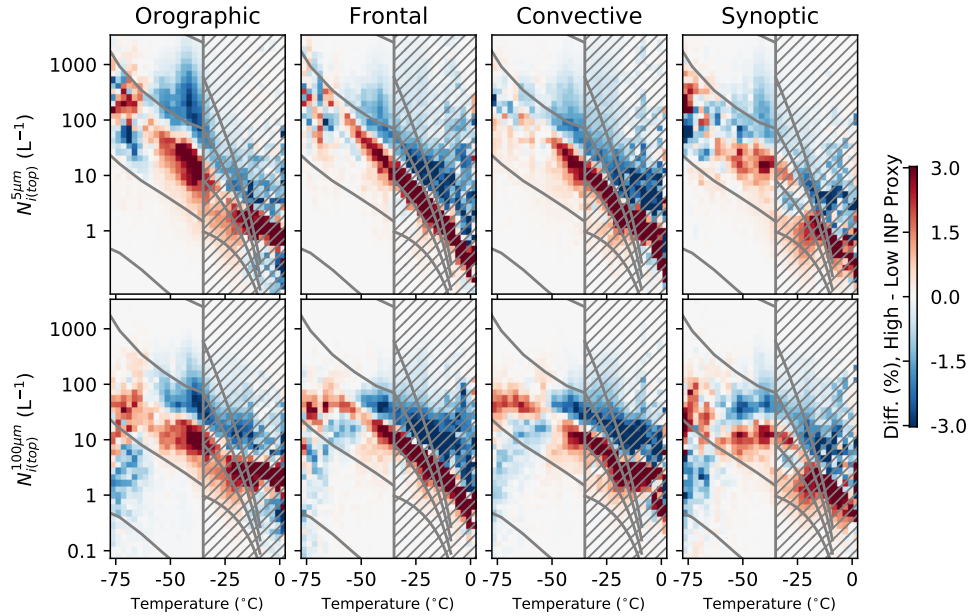 Orographic Frontal Convective Synoptic
1000
100
10
1
N_{i(top)}^{5μm} (L⁻¹)
1000
100
10
1
0.1
N_{i(top)}^{100μm} (L⁻¹)
-75 -50 -25 0 -75 -50 -25 0 -75 -50 -25 0 -75 -50 -25 0
Temperature (°C) Temperature (°C) Temperature (°C) Temperature (°C)
Diff. (%), High - Low INP Proxy
3.0
1.5
0.0
-1.5
-3.0